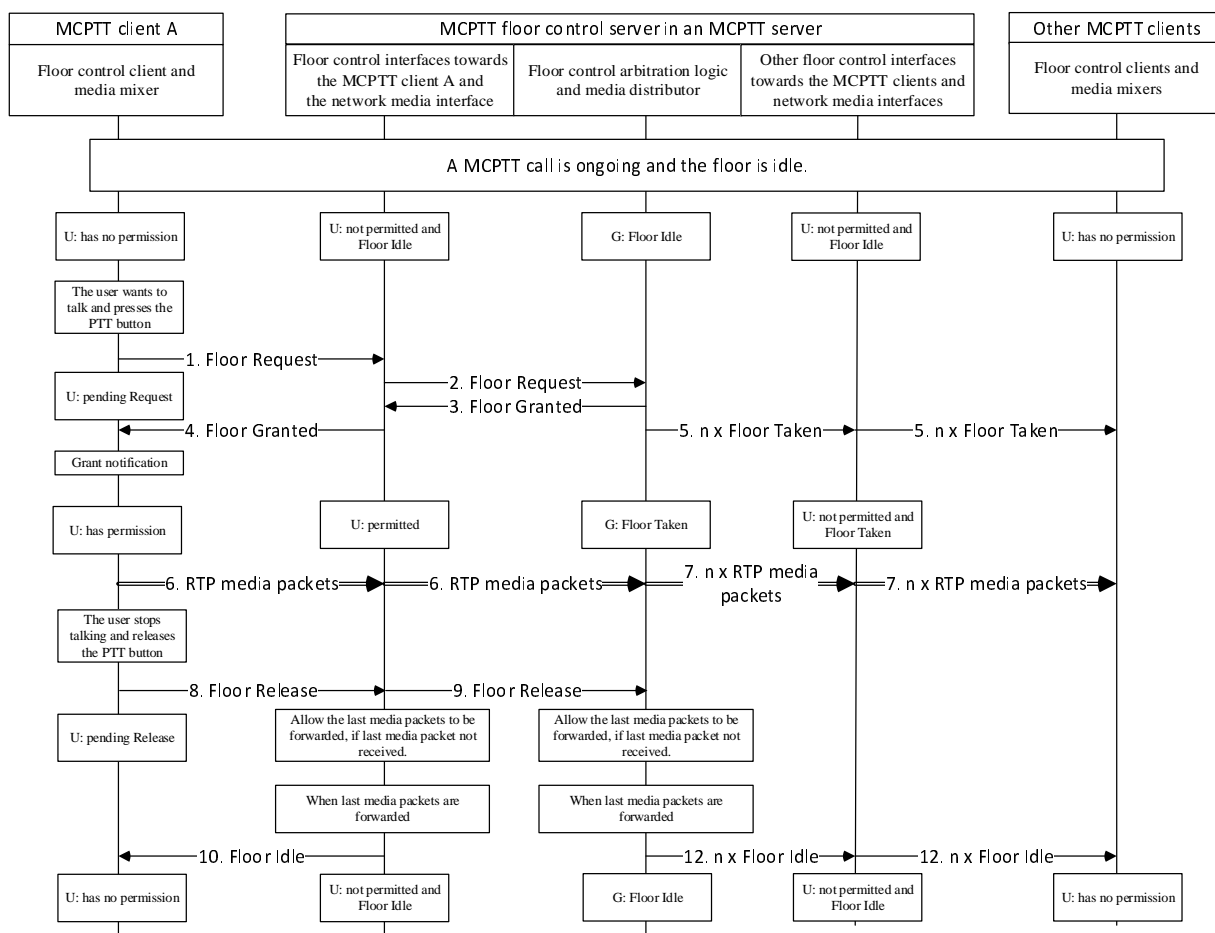 MCPTT client A
MCPTT floor control server in an MCPTT server
Other MCPTT clients
Floor control client and
media mixer
Floor control interfaces towards
the MCPTT client A and
the network media interface
Floor control arbitration logic
and media distributor
Other floor control interfaces
towards the MCPTT clients and
network media interfaces
Floor control clients and
media mixers
A MCPTT call is ongoing and the floor is idle.
U: has no permission
U: not permitted and
Floor Idle
G: Floor Idle
U: not permitted and
Floor Idle
U: has no permission
The user wants to
talk and presses the
PTT button
1. Floor Request
2. Floor Request
U: pending Request
3. Floor Granted
4. Floor Granted
5. n x Floor Taken
5. n x Floor Taken
Grant notification
U: has permission
U: permitted
G: Floor Taken
U: not permitted and
Floor Taken
6. RTP media packets
6. RTP media packets
7. n x RTP media
packets
7. n x RTP media packets
The user stops
talking and releases
the PTT button
8. Floor Release
9. Floor Release
U: pending Release
Allow the last media packets to be
forwarded, if last media packet not
received.
Allow the last media packets to be
forwarded, if last media packet not
received.
When last media packets are
forwarded
When last media packets are
forwarded
10. Floor Idle
12. n x Floor Idle
12. n x Floor Idle
U: has no permission
U: not permitted and
Floor Idle
G: Floor Idle
U: not permitted and
Floor Idle
U: has no permission